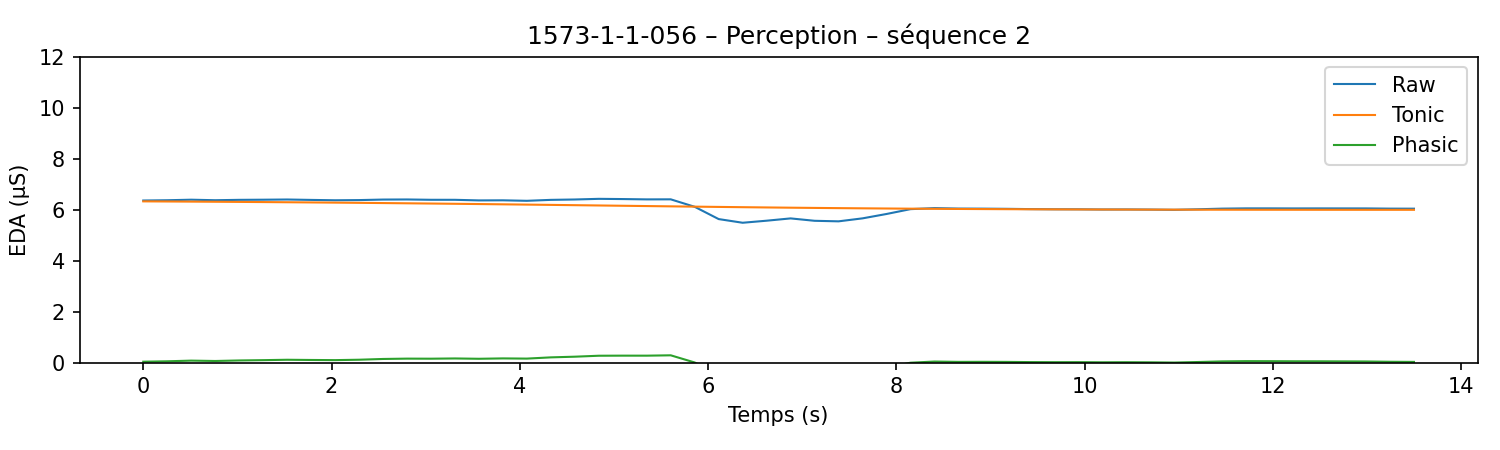 1573-1-1-056 – Perception – séquence 2
EDA (µS)
12
10
8
6
4
2
0
Raw
Tonic
Phasic
0 2 4 6 8 10 12 14
Temps (s)